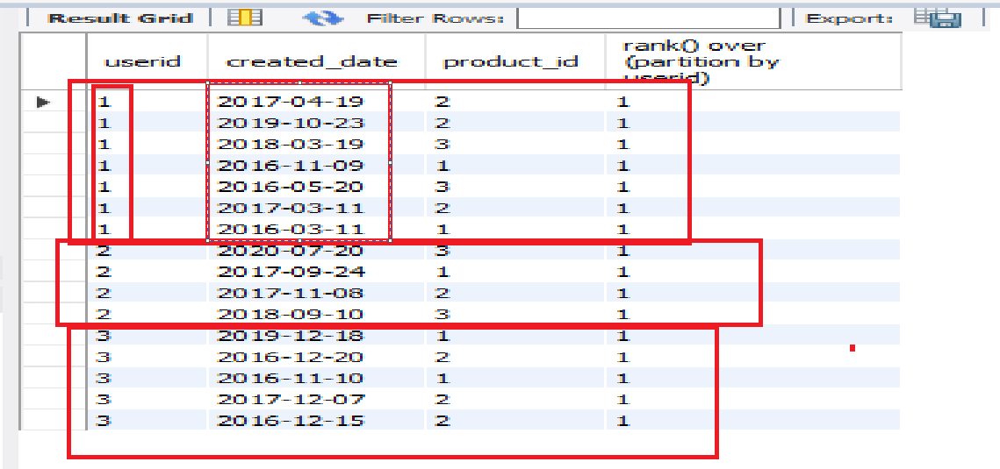 Result Grid Filter Rows: Export:
userid created_date product_id rank() over (partition by userid)
1 2017-04-19 2 1
1 2019-10-23 2 1
1 2018-03-19 3 1
1 2016-11-09 1 1
1 2016-05-20 3 1
1 2017-03-11 2 1
1 2016-03-11 1 1
2 2020-07-20 3 1
2 2017-09-24 1 1
2 2017-11-08 2 1
2 2018-09-10 3 1
3 2019-12-18 1 1
3 2016-12-20 2 1
3 2016-11-10 1 1
3 2017-12-07 2 1
3 2016-12-15 2 1